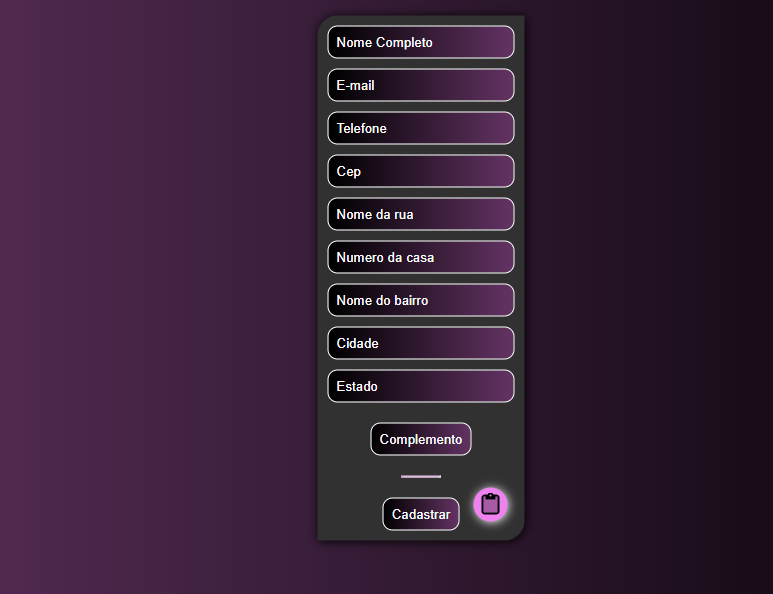 Nome Completo
E-mail
Telefone
Cep
Nome da rua
Numero da casa
Nome do bairro
Cidade
Estado
Complemento
Cadastrar